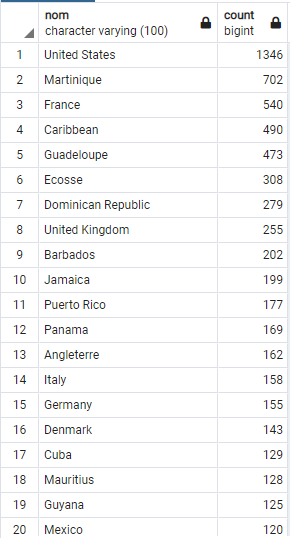 nom count
character varying (100) bigint
1 United States 1346
2 Martinique 702
3 France 540
4 Caribbean 490
5 Guadeloupe 473
6 Ecosse 308
7 Dominican Republic 279
8 United Kingdom 255
9 Barbados 202
10 Jamaica 199
11 Puerto Rico 177
12 Panama 169
13 Angleterre 162
14 Italy 158
15 Germany 155
16 Denmark 143
17 Cuba 129
18 Mauritius 128
19 Guyana 125
20 Mexico 120